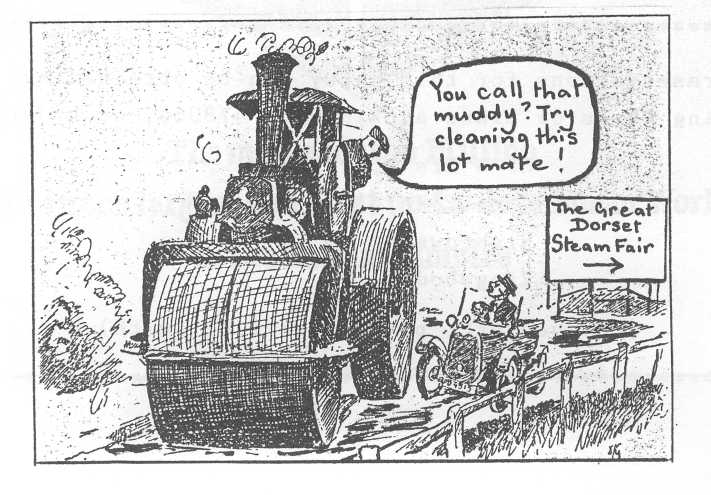 You call that
muddy? Try
cleaning this
lot mate!
The Great
Dorset
Steam Fair